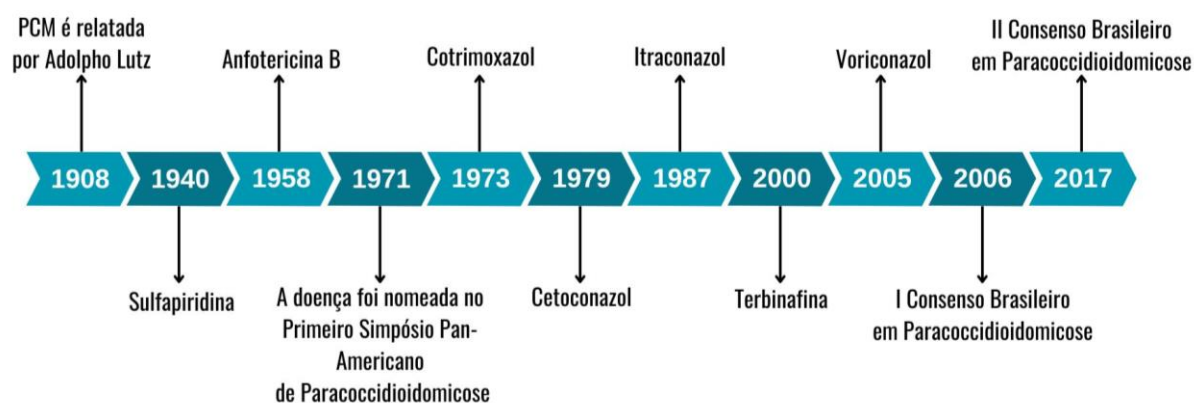 PCM é relatada
por Adolpho Lutz
Anfotericina B
Cotrimoxazol
Itraconazol
Voriconazol
II Consenso Brasileiro
em Paracoccidioidomicose
1908
1940
1958
1971
1973
1979
1987
2000
2005
2006
2017
Sulfapiridina
A doença foi nomeada no
Primeiro Simpósio Pan-
Americano
de Paracoccidioidomicose
Cetoconazol
Terbinafina
I Consenso Brasileiro
em Paracoccidioidomicose